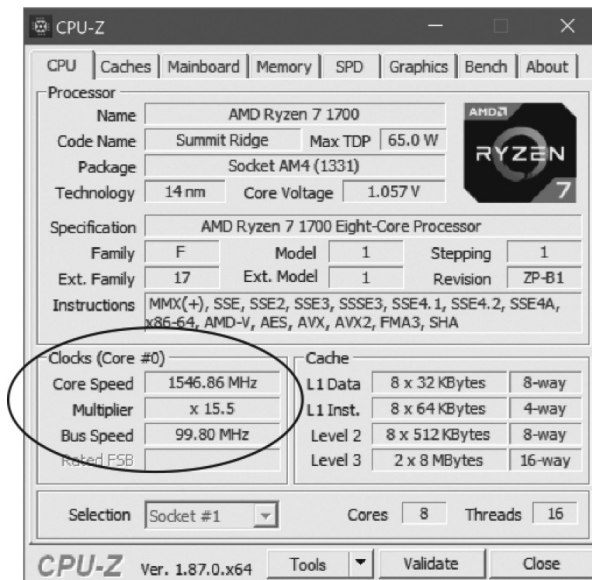 CPU-Z
CPU Caches Mainboard Memory SPD Graphics Bench About
Processor
Name AMD Ryzen 7 1700
Code Name Summit Ridge Max TDP 65.0 W
Package Socket AM4 (1331)
Technology 14 nm Core Voltage 1.057 V
AMD
RYZEN
7
Specification AMD Ryzen 7 1700 Eight-Core Processor
Family F Model 1 Stepping 1
Ext. Family 17 Ext. Model 1 Revision ZP-B1
Instructions MMX(+), SSE, SSE2, SSE3, SSSE3, SSE4.1, SSE4.2, SSE4A,
x86-64, AMD-V, AES, AVX, AVX2, FMA3, SHA
Clocks (Core #0)
Core Speed 1546.86 MHz
Multiplier x 15.5
Bus Speed 99.80 MHz
Rated FSB
Cache
L1 Data 8 x 32 KBytes 8-way
L1 Inst. 8 x 64 KBytes 4-way
Level 2 8 x 512 KBytes 8-way
Level 3 2 x 8 MBytes 16-way
Selection Socket #1 Cores 8 Threads 16
CPU-Z Ver. 1.87.0.x64 Tools Validate Close